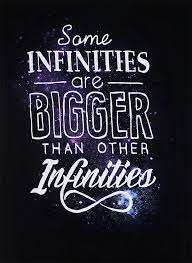 Some
INFINITIES
are
BIGGER
THAN OTHER
Infinities